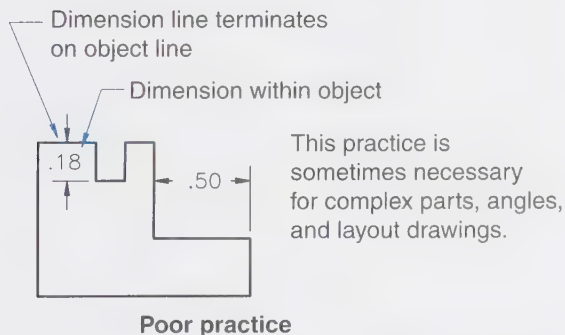 Dimension line terminates
on object line
Dimension within object
.18
.50
This practice is
sometimes necessary
for complex parts, angles,
and layout drawings.
Poor practice